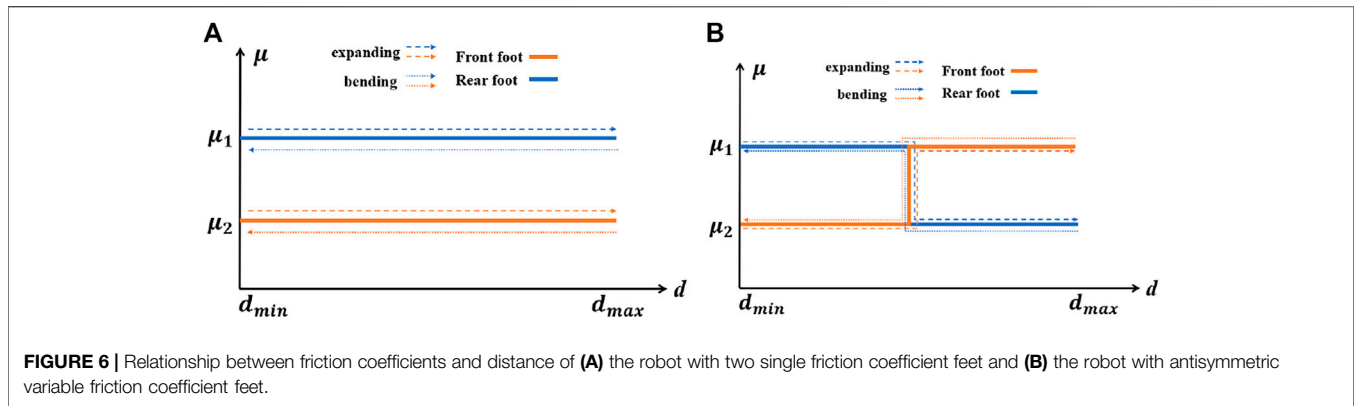 A
μ
expanding
Front foot
bending
Rear foot
μ1
μ2
dmin
dmax
d
B
μ
expanding
Front foot
bending
Rear foot
μ1
μ2
dmin
dmax
d
FIGURE 6 | Relationship between friction coefficients and distance of (A) the robot with two single friction coefficient feet and (B) the robot with antisymmetric
variable friction coefficient feet.